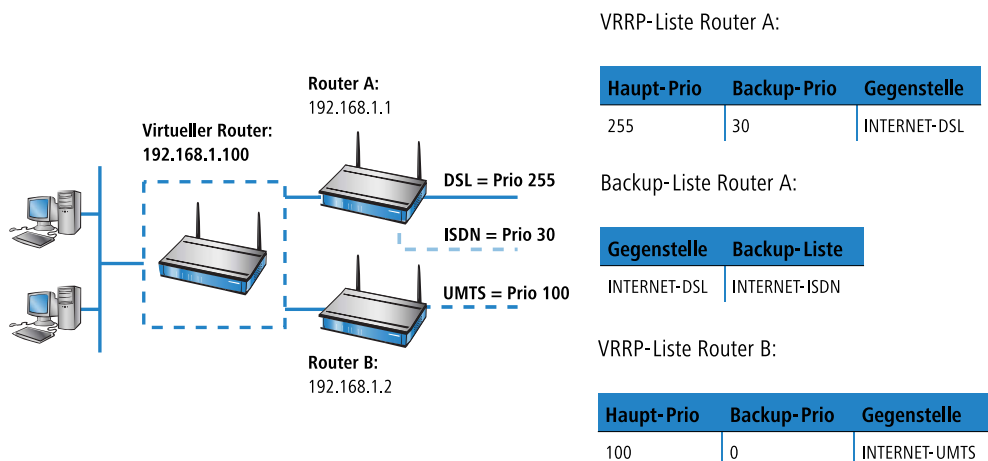 Router A:
192.168.1.1
Virtueller Router:
192.168.1.100
DSL = Prio 255
ISDN = Prio 30
UMTS = Prio 100
Router B:
192.168.1.2
VRRP-Liste Router A:
Haupt-Prio Backup-Prio Gegenstelle
255 30 INTERNET-DSL
Backup-Liste Router A:
Gegenstelle Backup-Liste
INTERNET-DSL INTERNET-ISDN
VRRP-Liste Router B:
Haupt-Prio Backup-Prio Gegenstelle
100 0 INTERNET-UMTS